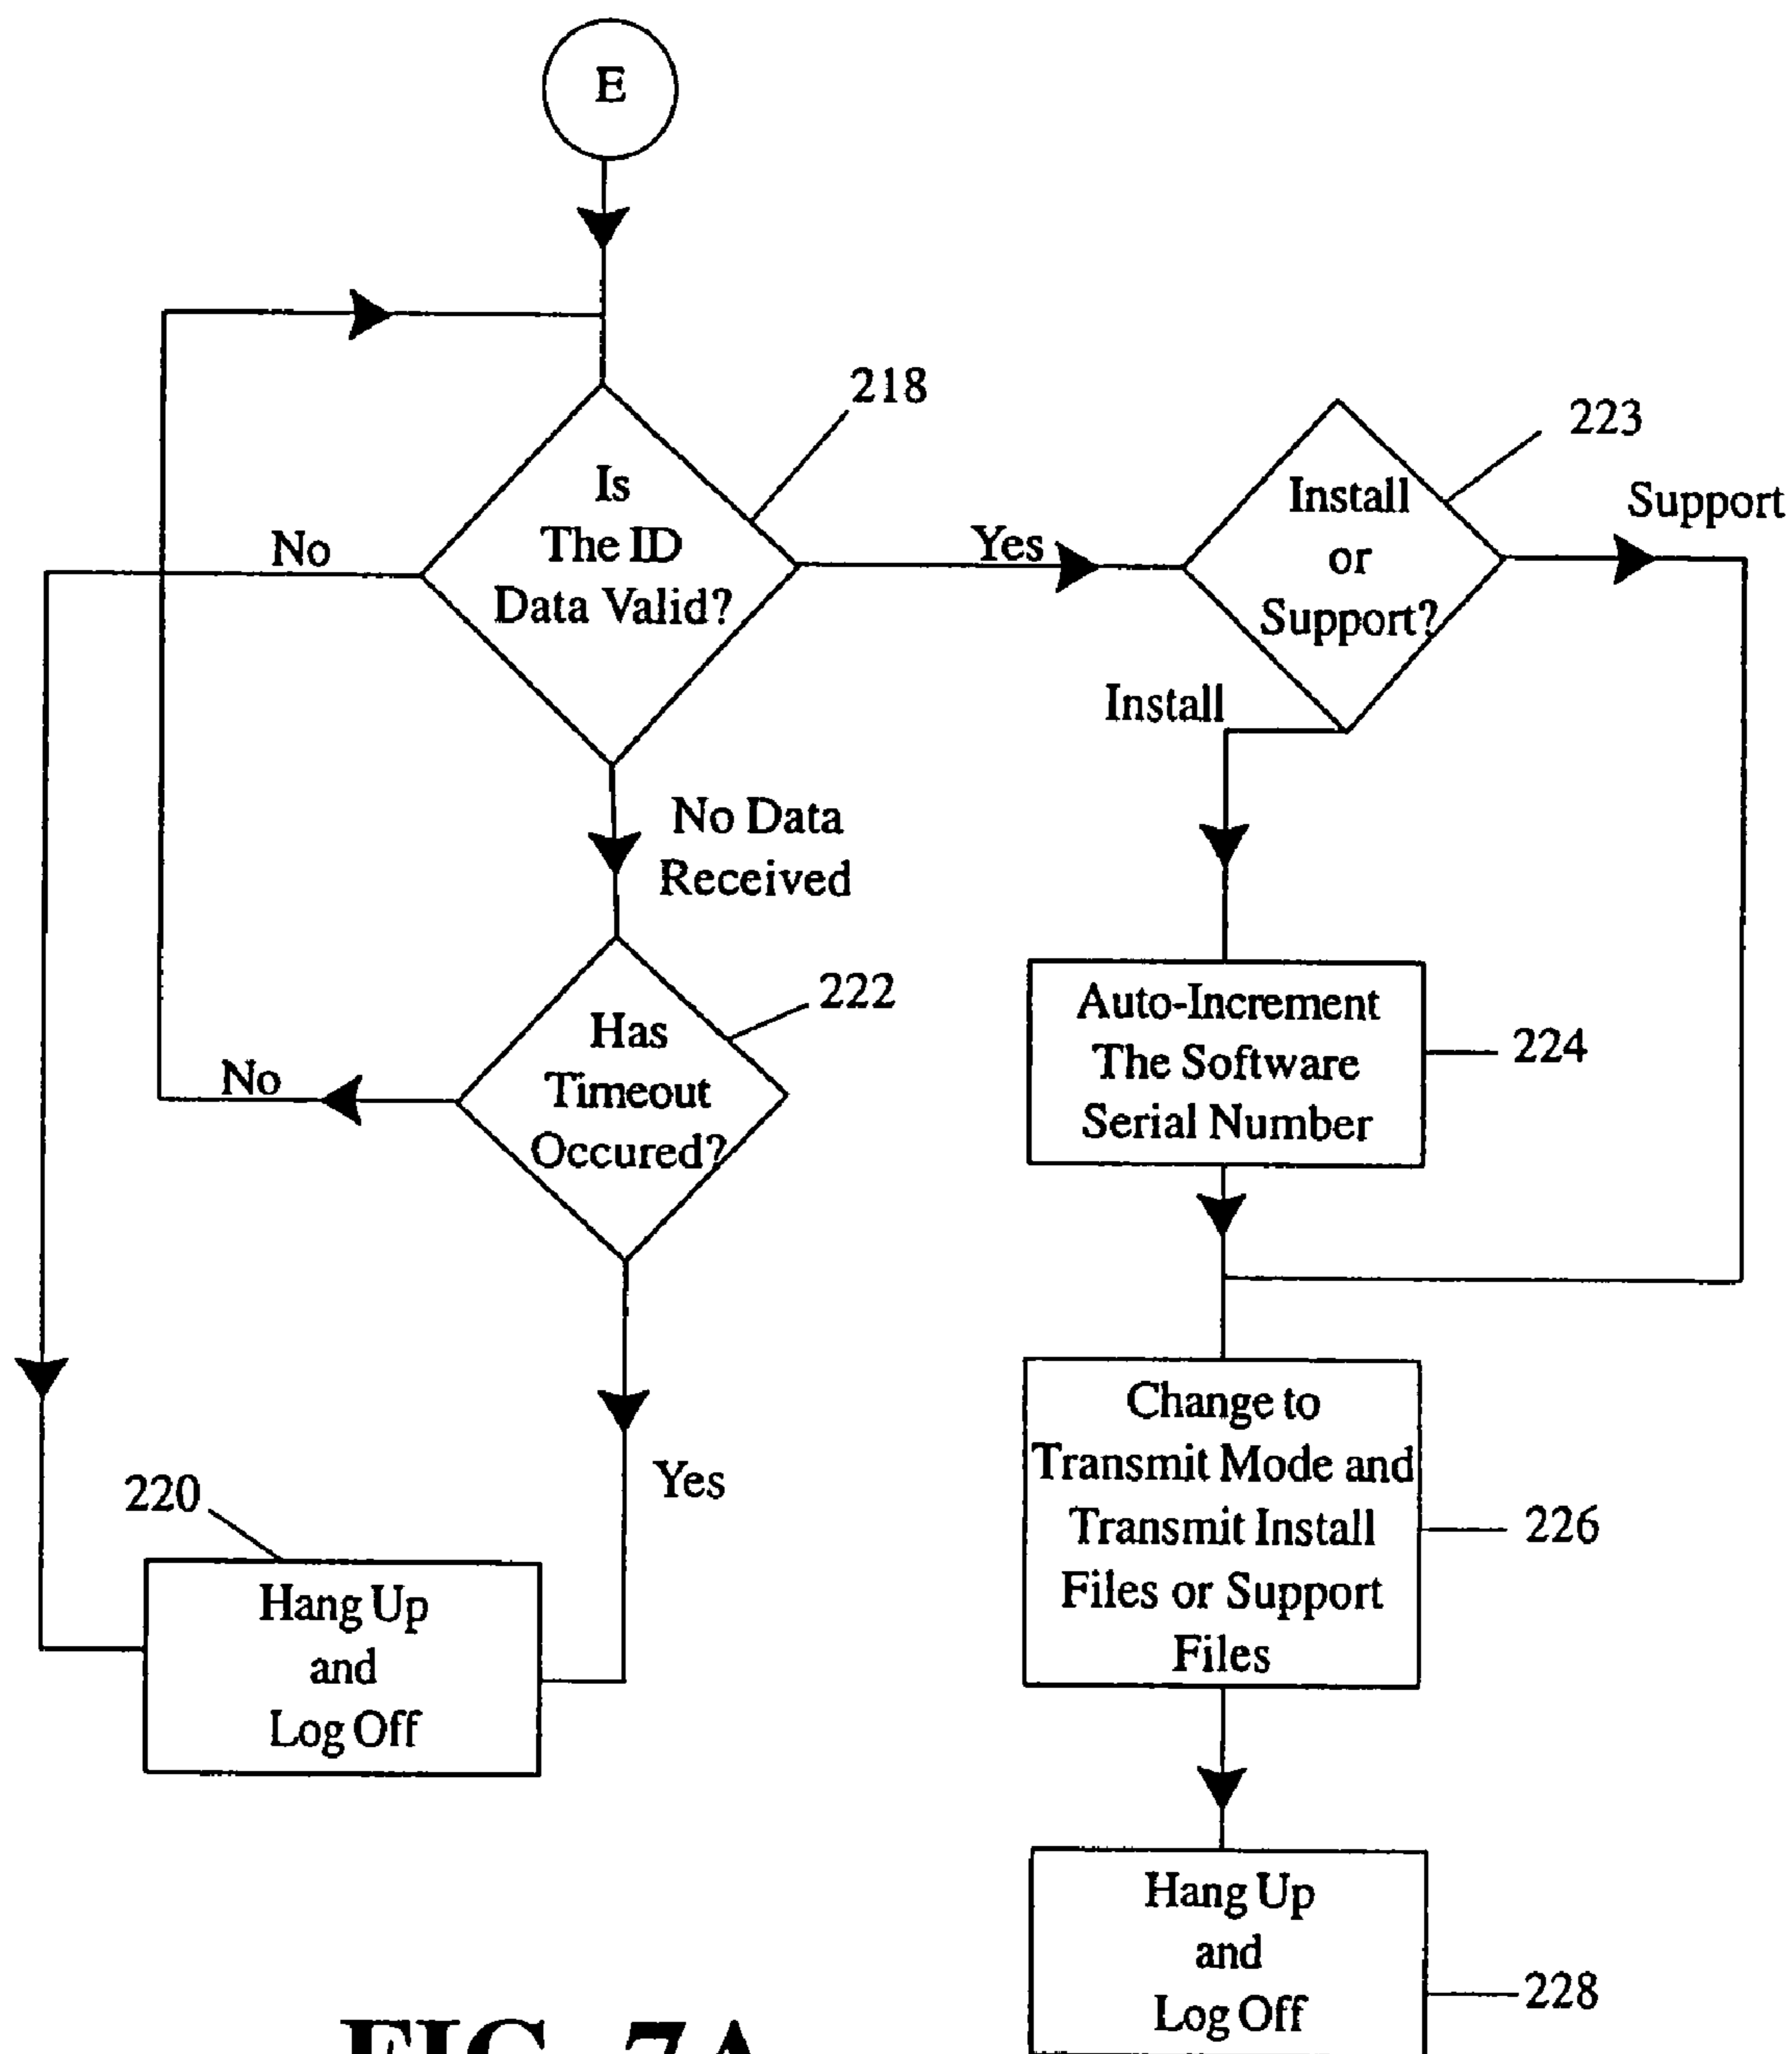 E
218
Is
The ID
Data Valid?
No
Yes
223
Install
or
Support?
Support
Install
No Data
Received
222
Has
Timeout
Occured?
No
Yes
Auto-Increment
The Software
Serial Number
224
Change to
Transmit Mode and
Transmit Install
Files or Support
Files
226
220
Hang Up
and
Log Off
Hang Up
and
Log Off
228
FIG. 7A